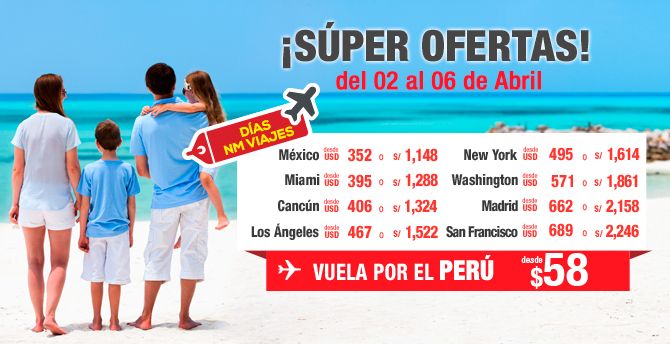 ¡SÚPER OFERTAS!
del 02 al 06 de Abril
DÍAS
NM VIAJES
México desde USD 352 o S/ 1,148
Miami desde USD 395 o S/ 1,288
Cancún desde USD 406 o S/ 1,324
Los Ángeles desde USD 467 o S/ 1,522
New York desde USD 495 o S/ 1,614
Washington desde USD 571 o S/ 1,861
Madrid desde USD 662 o S/ 2,158
San Francisco desde USD 689 o S/ 2,246
VUELA POR EL PERÚ desde $58